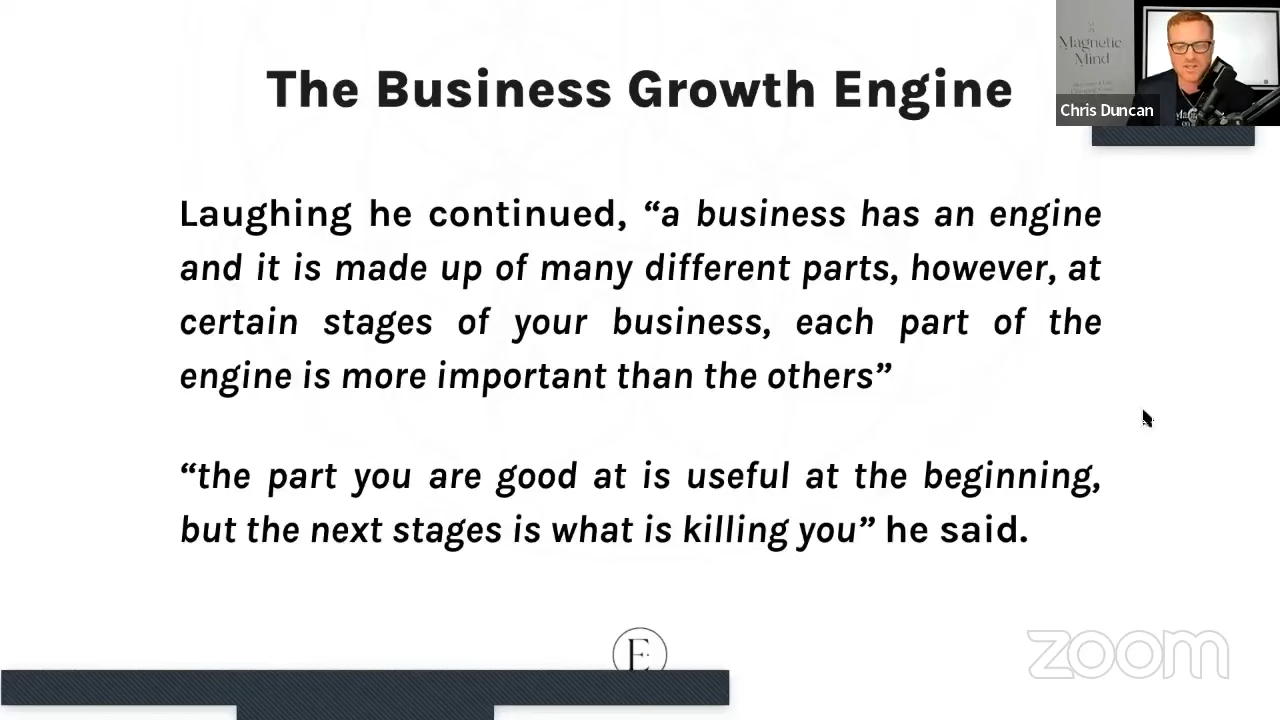 The Business Growth Engine
Magnetic
Mind
Chris Duncan
Laughing he continued, “a business has an engine
and it is made up of many different parts, however, at
certain stages of your business, each part of the
engine is more important than the others”
“the part you are good at is useful at the beginning,
but the next stages is what is killing you” he said.
E
zoom